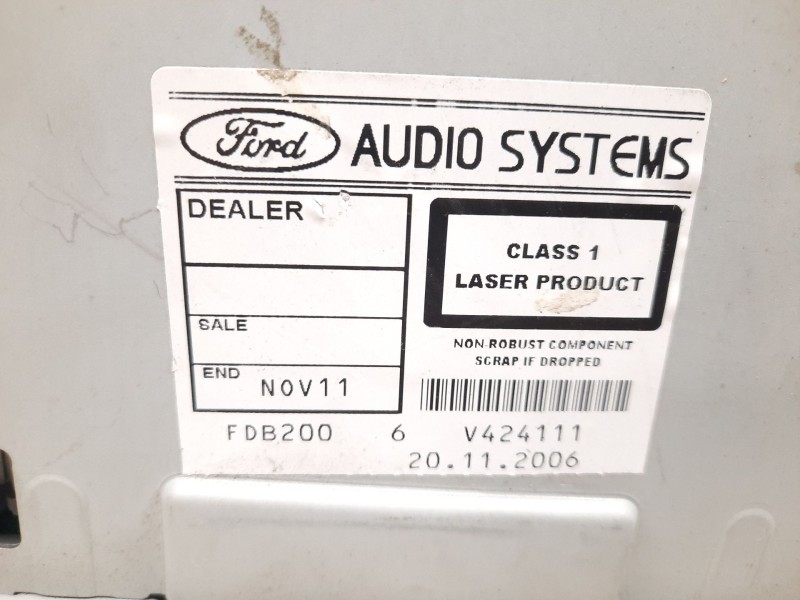 Ford AUDIO SYSTEMS
DEALER
CLASS 1
LASER PRODUCT
SALE
NON-ROBUST COMPONENT
SCRAP IF DROPPED
END NOV11
FDB200 6 V424111
20.11.2006